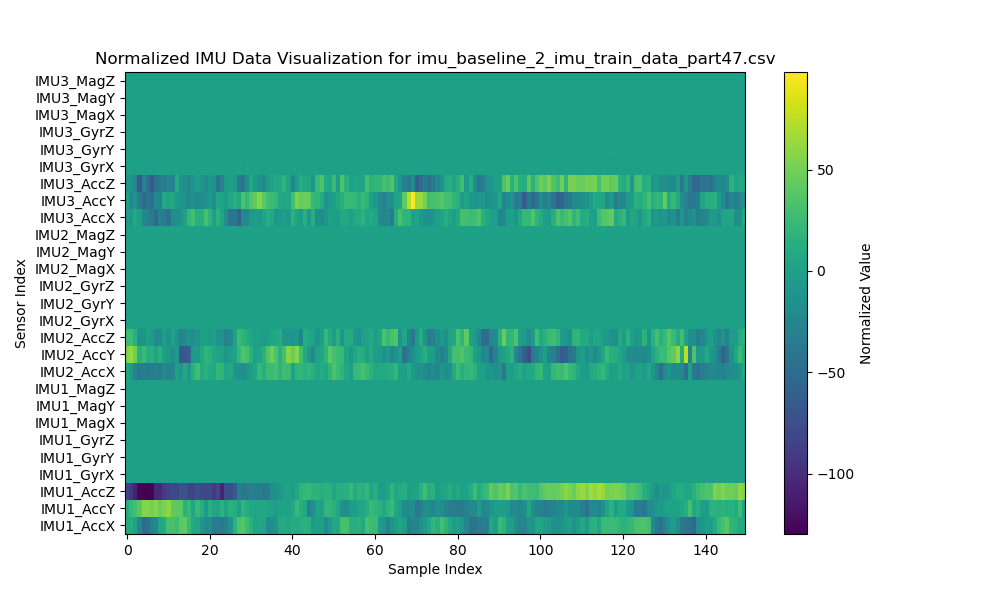 Normalized IMU Data Visualization for imu_baseline_2_imu_train_data_part47.csv
Sensor Index
IMU3_MagZ
IMU3_MagY
IMU3_MagX
IMU3_GyrZ
IMU3_GyrY
IMU3_GyrX
IMU3_AccZ
IMU3_AccY
IMU3_AccX
IMU2_MagZ
IMU2_MagY
IMU2_MagX
IMU2_GyrZ
IMU2_GyrY
IMU2_GyrX
IMU2_AccZ
IMU2_AccY
IMU2_AccX
IMU1_MagZ
IMU1_MagY
IMU1_MagX
IMU1_GyrZ
IMU1_GyrY
IMU1_GyrX
IMU1_AccZ
IMU1_AccY
IMU1_AccX
0 20 40 60 80 100 120 140
Sample Index
50
0
−50
−100
Normalized Value